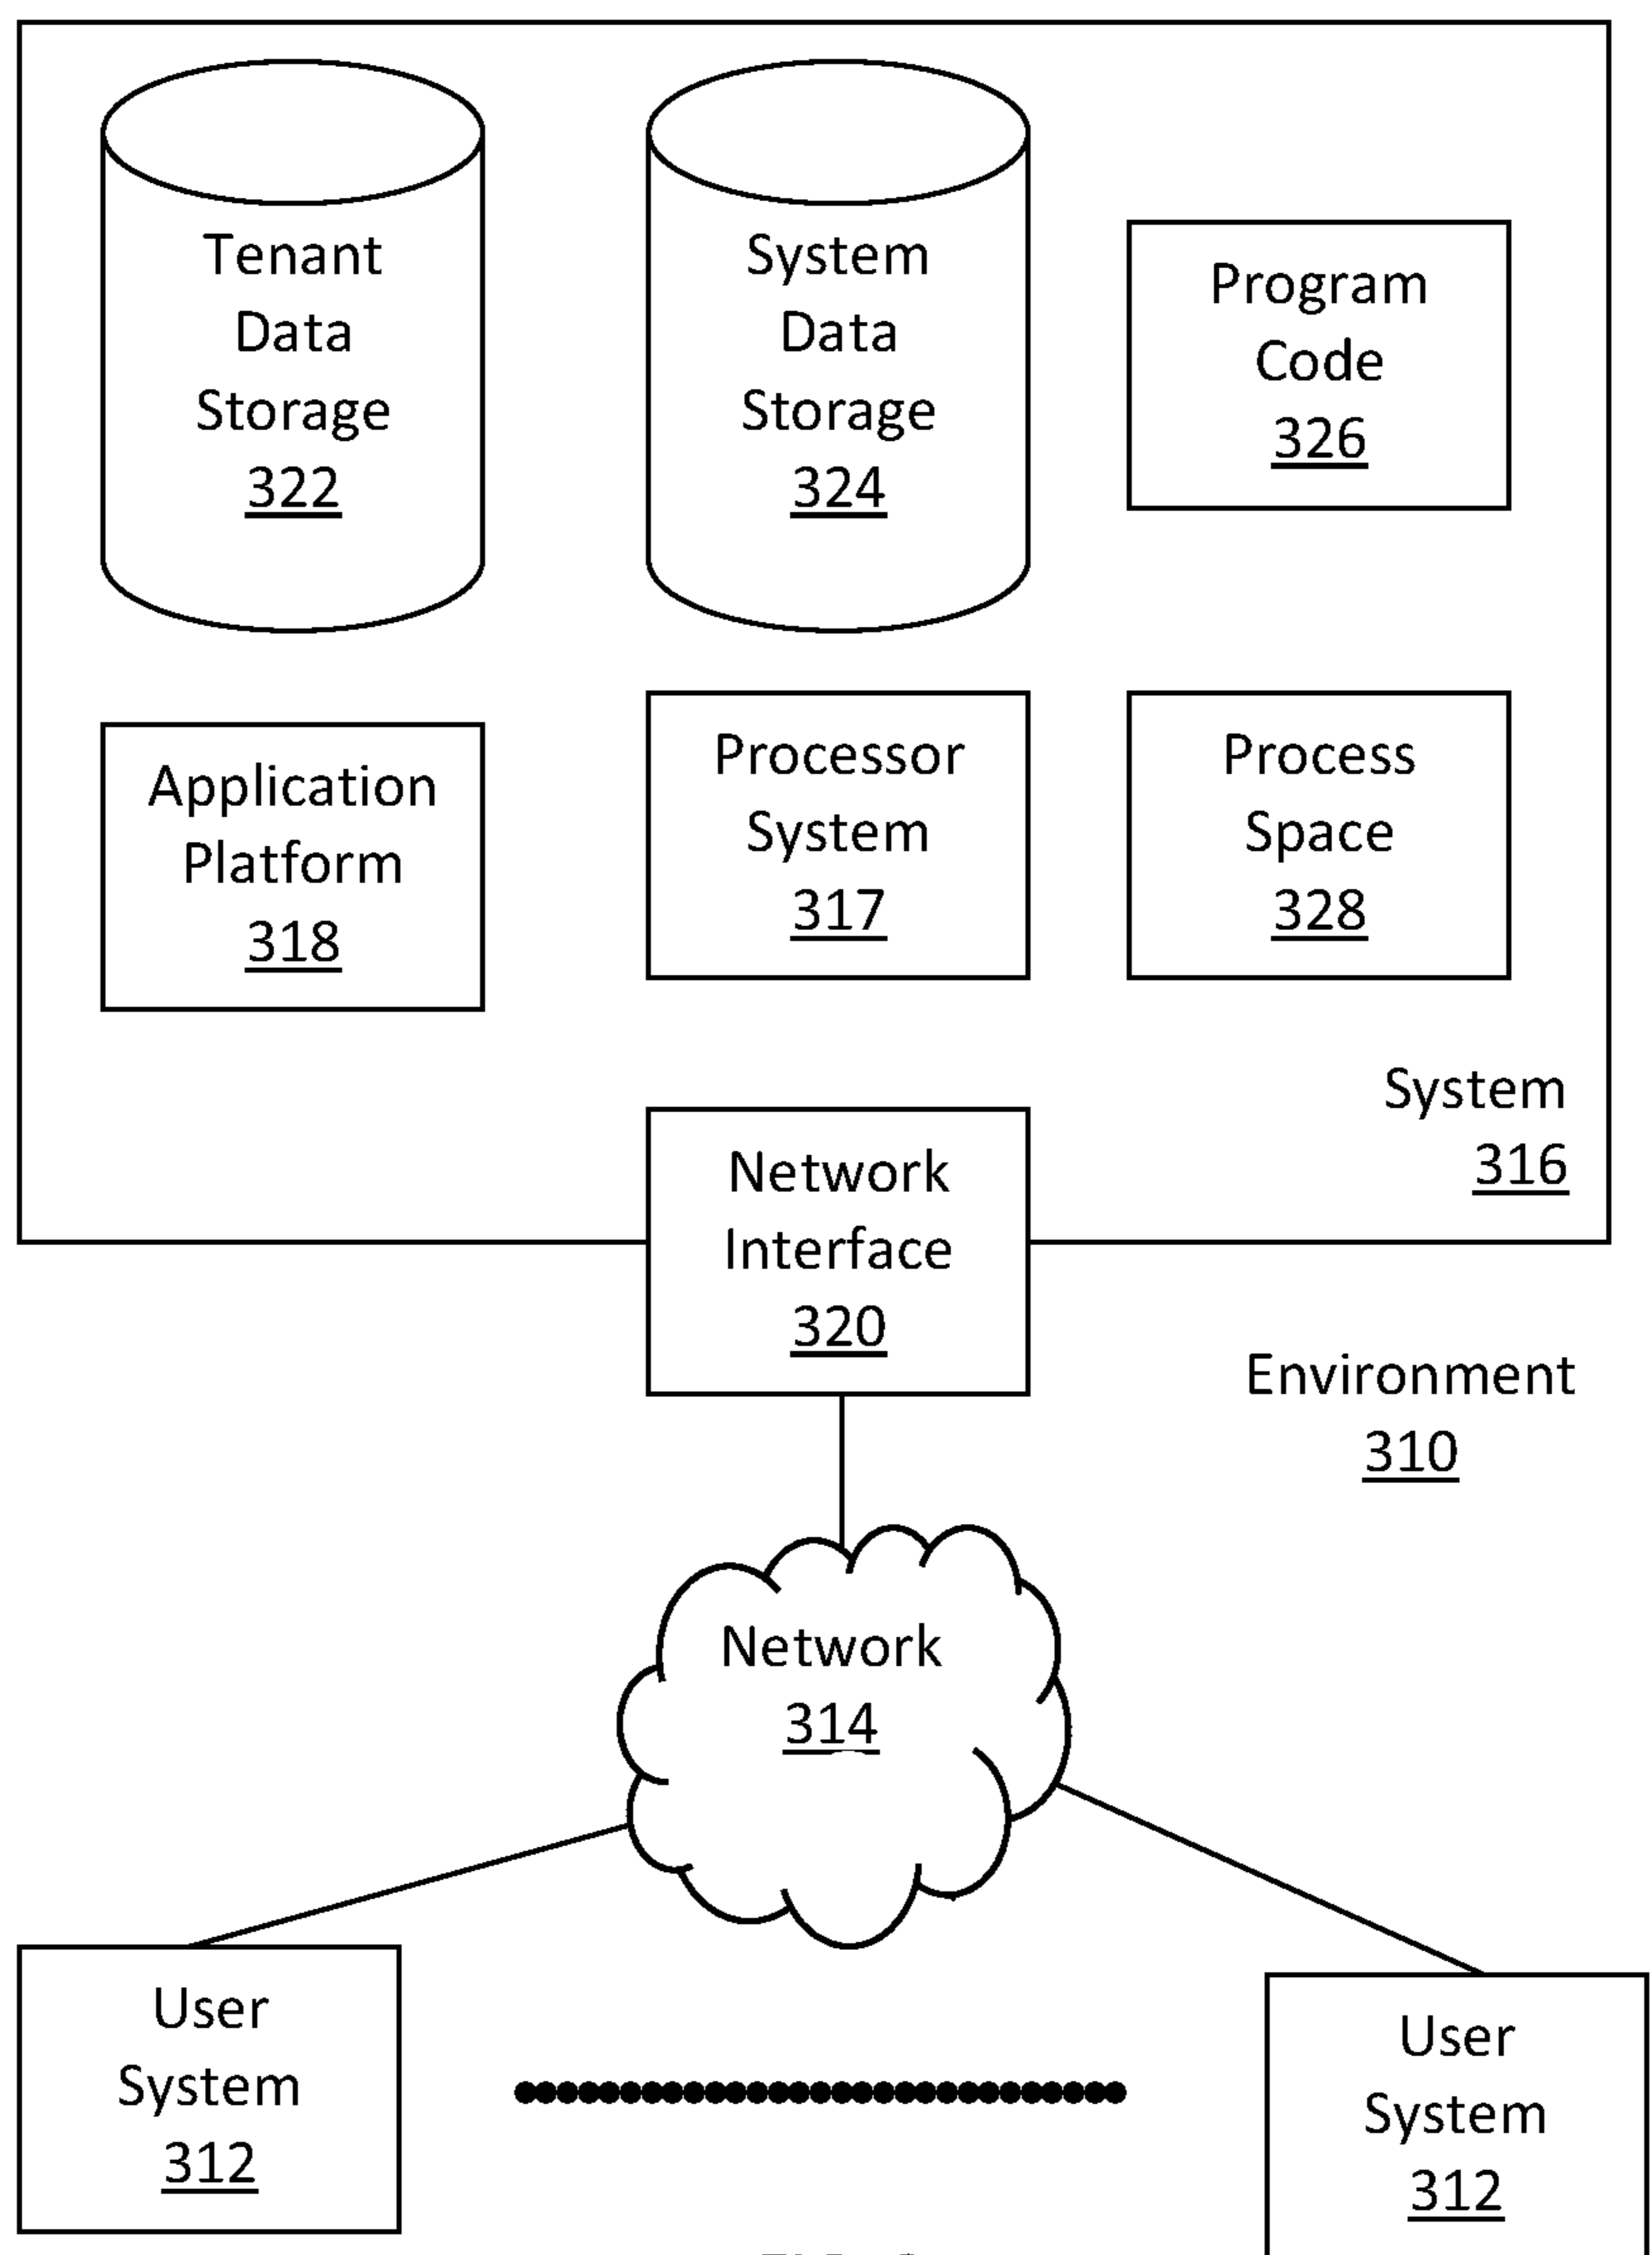 Tenant
Data
Storage
322
System
Data
Storage
324
Program
Code
326
Application
Platform
318
Processor
System
317
Process
Space
328
System
316
Network
Interface
320
Environment
310
Network
314
User
System
312
User
System
312